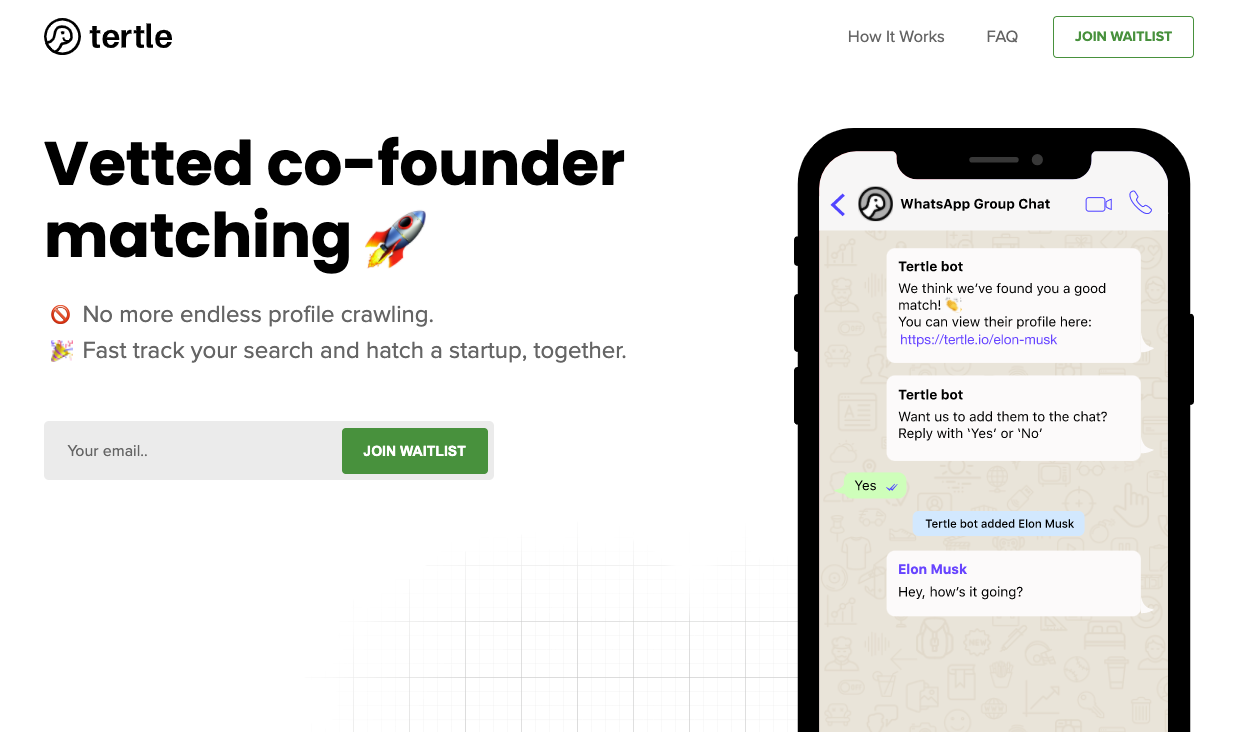 tertle
How It Works
FAQ
JOIN WAITLIST
Vetted co-founder
matching 🚀
🚫 No more endless profile crawling.
🎉 Fast track your search and hatch a startup, together.
Your email..
JOIN WAITLIST
WhatsApp Group Chat
Tertle bot
We think we’ve found you a good
match! 👏
You can view their profile here:
https://tertle.io/elon-musk
Tertle bot
Want us to add them to the chat?
Reply with ‘Yes’ or ‘No’
Yes
Tertle bot added Elon Musk
Elon Musk
Hey, how’s it going?